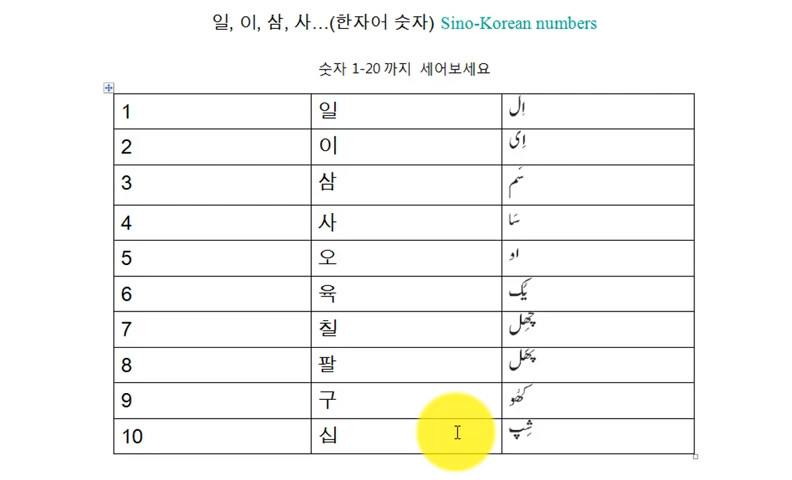 일, 이, 삼, 사…(한자어 숫자) Sino-Korean numbers
숫자 1-20 까지 세어보세요
1 일 اِل
2 이 اِی
3 삼 سَم
4 사 سَا
5 오 او
6 육 یُک
7 칠 چِھل
8 팔 پَھل
9 구 کُھو
10 십 شِپ